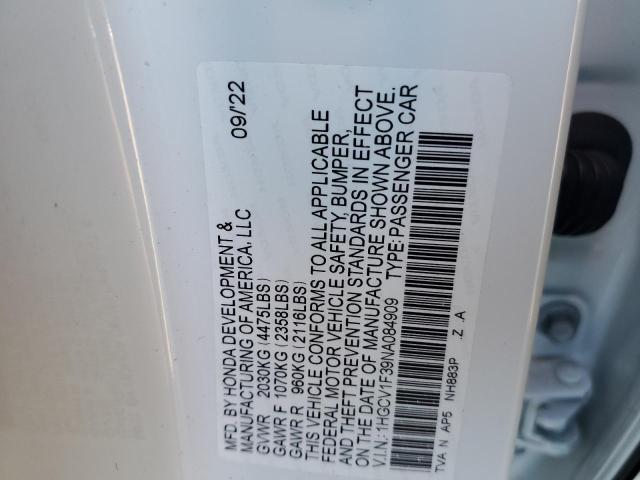 MFD. BY HONDA DEVELOPMENT & 09/'22
MANUFACTURING OF AMERICA, LLC
GVWR 2030KG (4475LBS)
GAWR F 1070KG (2358LBS)
GAWR R 960KG (2116LBS)
THIS VEHICLE CONFORMS TO ALL APPLICABLE
FEDERAL MOTOR VEHICLE SAFETY, BUMPER,
AND THEFT PREVENTION STANDARDS IN EFFECT
ON THE DATE OF MANUFACTURE SHOWN ABOVE.
V.I.N.: 1HGCV1F39NA084909 TYPE: PASSENGER CAR
TVA N AP5 NH883P Z .A